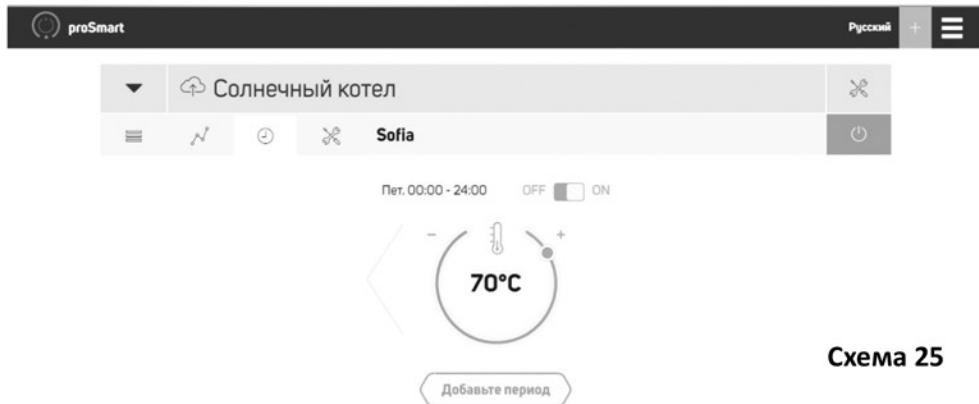 proSmart Русский +
Солнечный котел
Sofia
Пет. 00:00 - 24:00 OFF ON
- +
70°C
Схема 25
Добавьте период